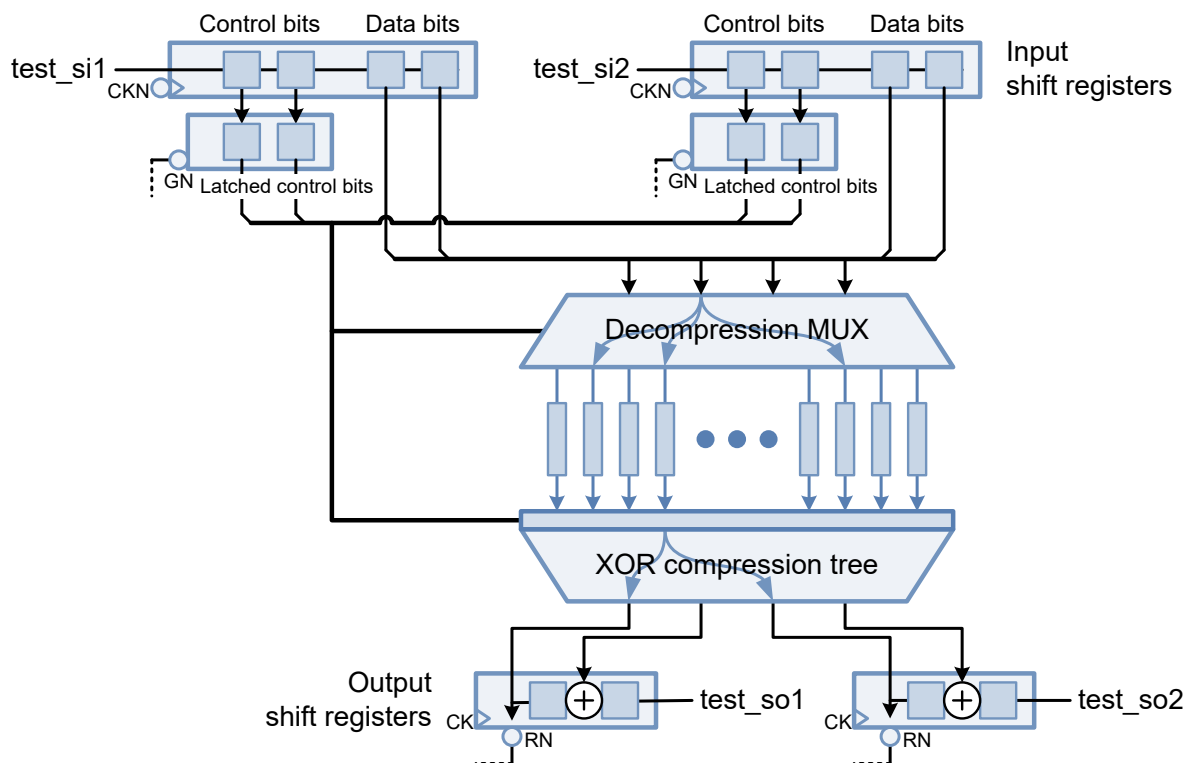 Control bits
Data bits
Control bits
Data bits
test_si1
CKN
test_si2
CKN
Input
shift registers
GN
Latched control bits
GN
Latched control bits
Decompression MUX
XOR compression tree
Output
shift registers
CK
RN
test_so1
CK
RN
test_so2